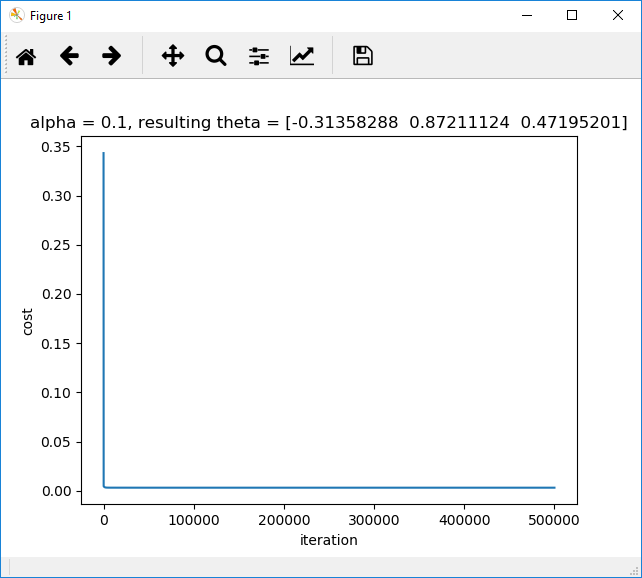 Figure 1
alpha = 0.1, resulting theta = [-0.31358288 0.87211124 0.47195201]
0.35
0.30
0.25
0.20
0.15
0.10
0.05
0.00
cost
0 100000 200000 300000 400000 500000
iteration